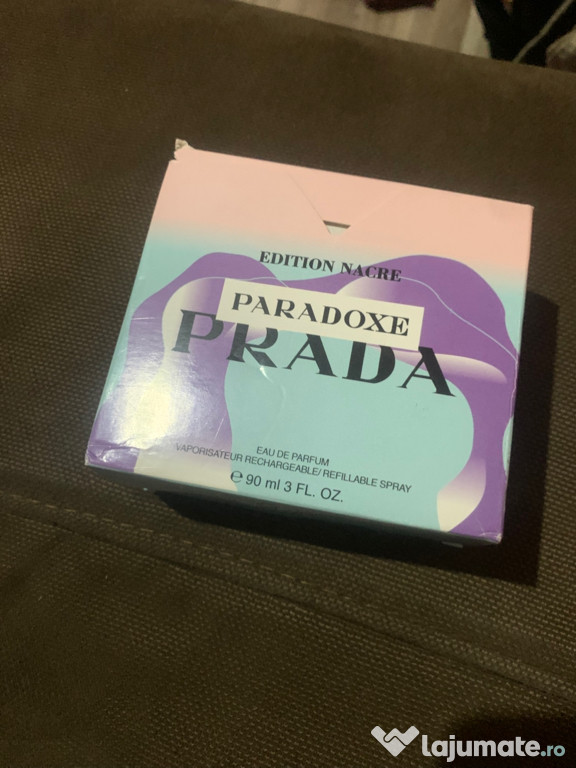 EDITION NACRE
PARADOXE
PRADA
EAU DE PARFUM
VAPORISATEUR RECHARGEABLE/ REFILLABLE SPRAY
℮ 90 ml 3 FL. OZ.
lajumate.ro